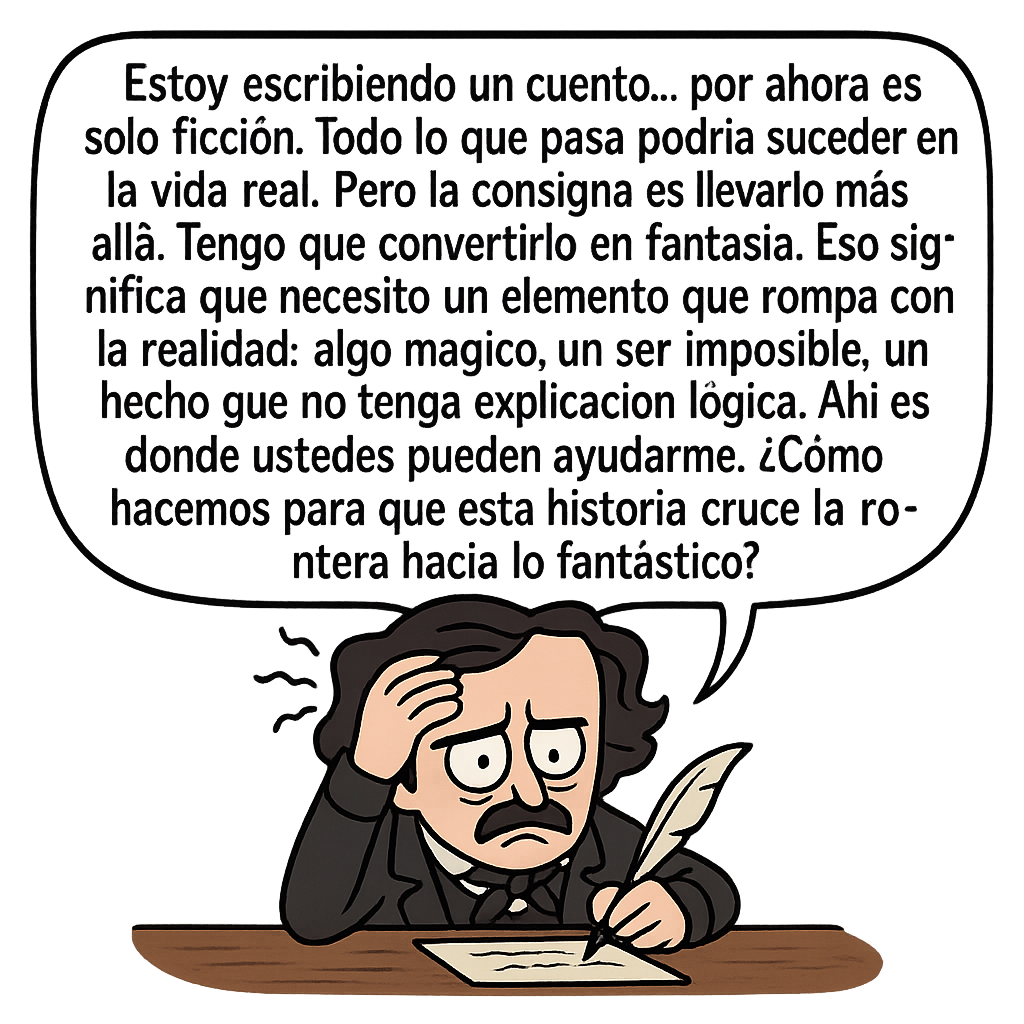 Estoy escribiendo un cuento... por ahora es
solo ficción. Todo lo que pasa podria suceder en
la vida real. Pero la consigna es llevarlo más
allâ. Tengo que convertirlo en fantasia. Eso sig-
nifica que necesito un elemento que rompa con
la realidad: algo magico, un ser imposible, un
hecho gue no tenga explicacion lógica. Ahi es
donde ustedes pueden ayudarme. ¿Cómo
hacemos para que esta historia cruce la ro-
ntera hacia lo fantástico?